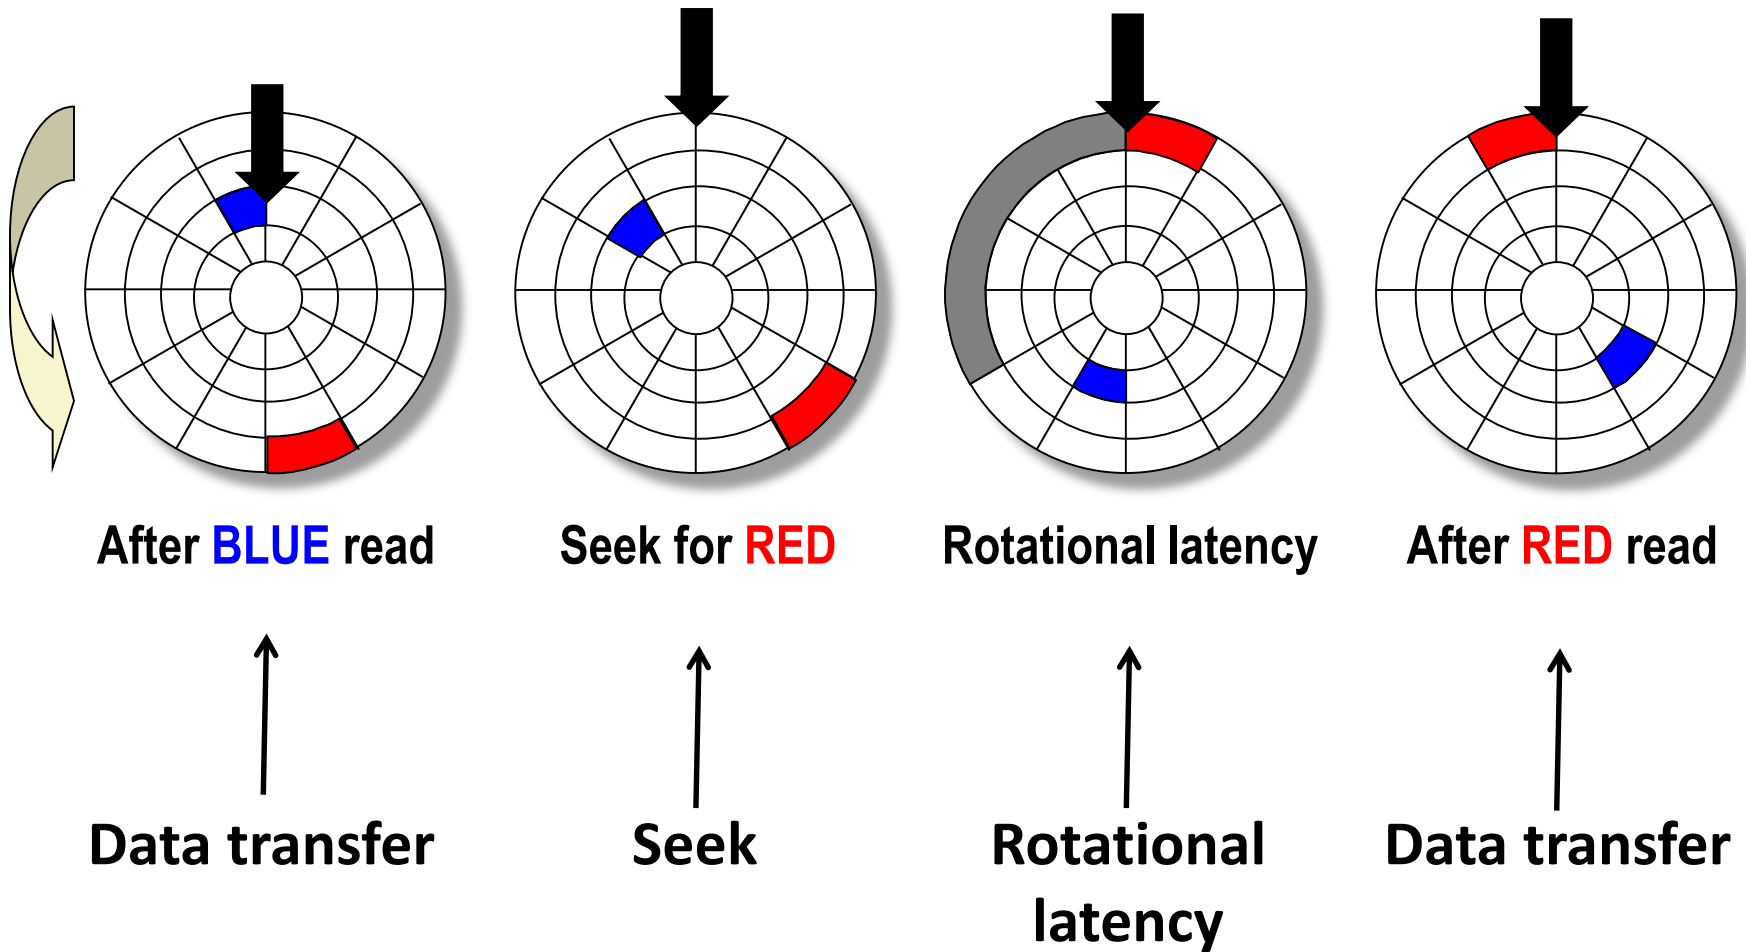 After BLUE read
Seek for RED
Rotational latency
After RED read
Data transfer
Seek
Rotational
latency
Data transfer